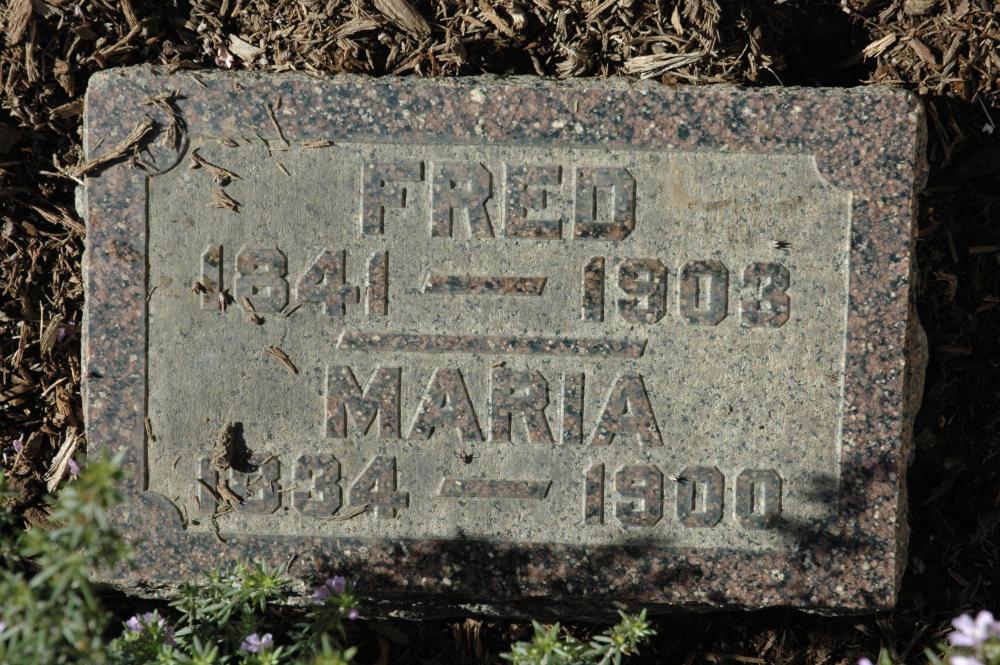 FRED
1841 — 1903
MARIA
1834 — 1900